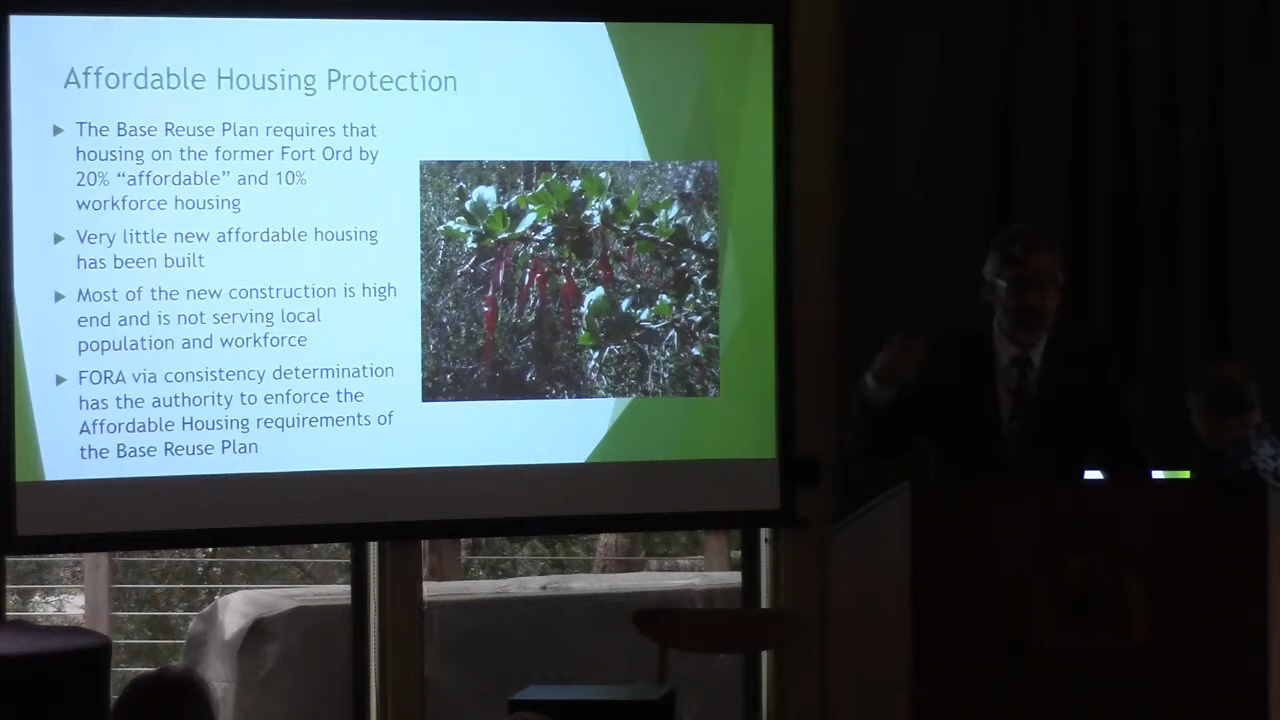 Affordable Housing Protection
The Base Reuse Plan requires that
housing on the former Fort Ord by
20% “affordable” and 10%
workforce housing
Very little new affordable housing
has been built
Most of the new construction is high
end and is not serving local
population and workforce
FORA via consistency determination
has the authority to enforce the
Affordable Housing requirements of
the Base Reuse Plan